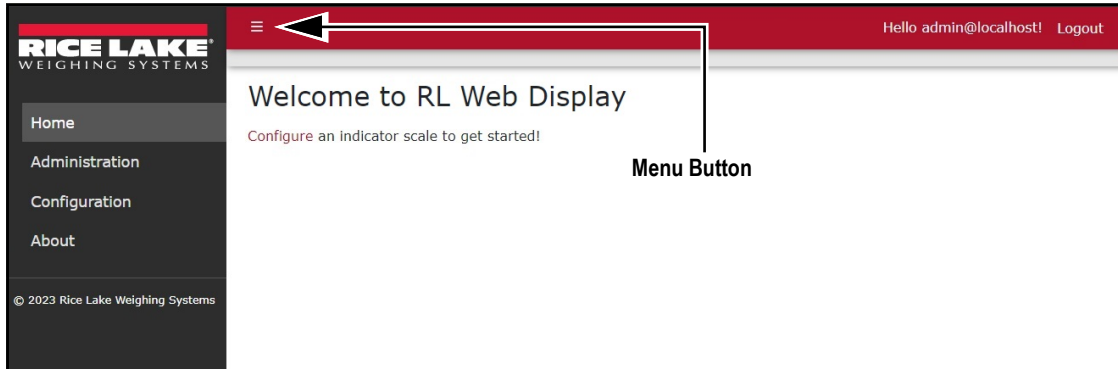 RICE LAKE
WEIGHING SYSTEMS
Home
Administration
Configuration
About
© 2023 Rice Lake Weighing Systems
☰
Hello admin@localhost! Logout
Welcome to RL Web Display
Configure an indicator scale to get started!
Menu Button